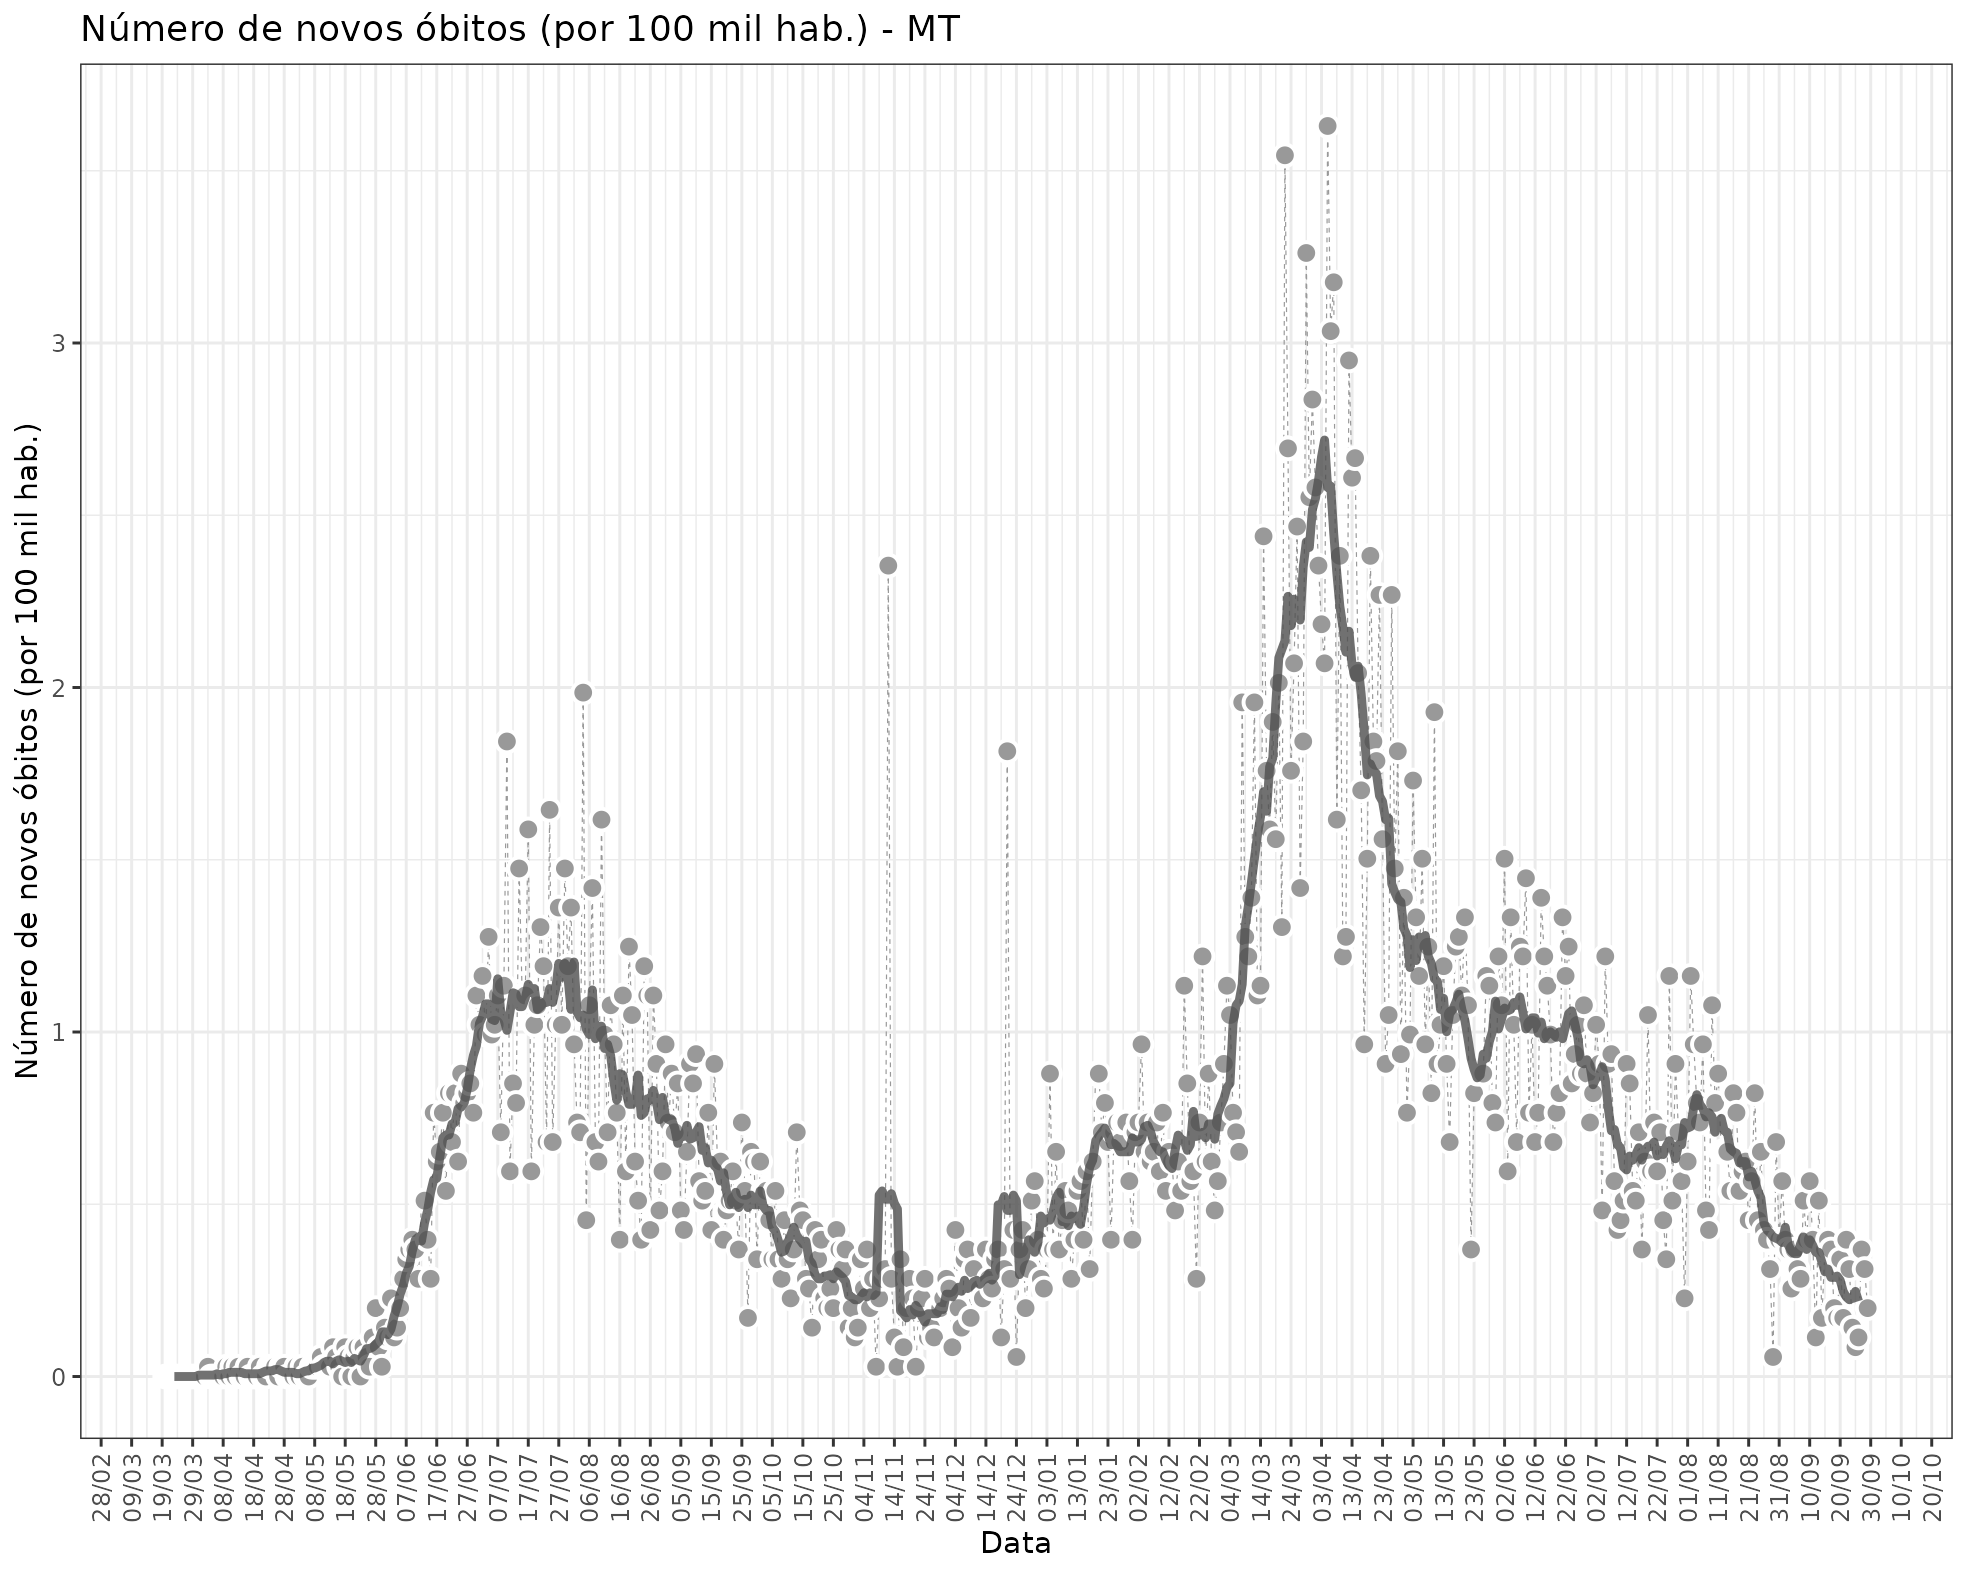 Número de novos óbitos (por 100 mil hab.) - MT
Número de novos óbitos (por 100 mil hab.)
3
2
1
0
28/02 09/03 19/03 29/03 08/04 18/04 28/04 08/05 18/05 28/05 07/06 17/06 27/06 07/07 17/07 27/07 06/08 16/08 26/08 05/09 15/09 25/09 05/10 15/10 25/10 04/11 14/11 24/11 04/12 14/12 24/12 03/01 13/01 23/01 02/02 12/02 22/02 04/03 14/03 24/03 03/04 13/04 23/04 03/05 13/05 23/05 02/06 12/06 22/06 02/07 12/07 22/07 01/08 11/08 21/08 31/08 10/09 20/09 30/09 10/10 20/10
Data